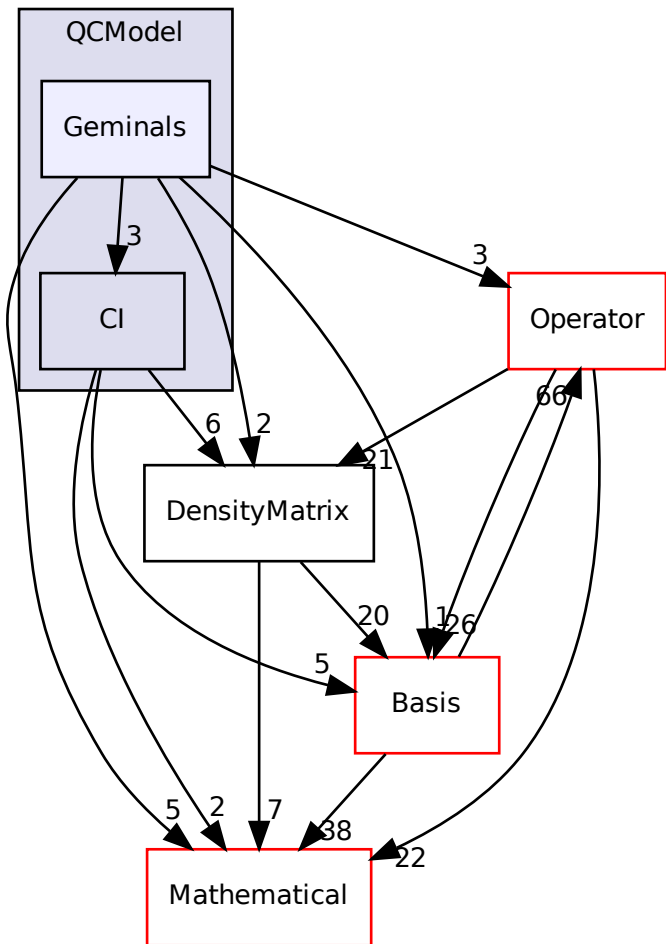 QCModel
Geminals
3
3
CI
Operator
66
6
2
21
DensityMatrix
20
1
26
5
Basis
5
2
7
38
22
Mathematical